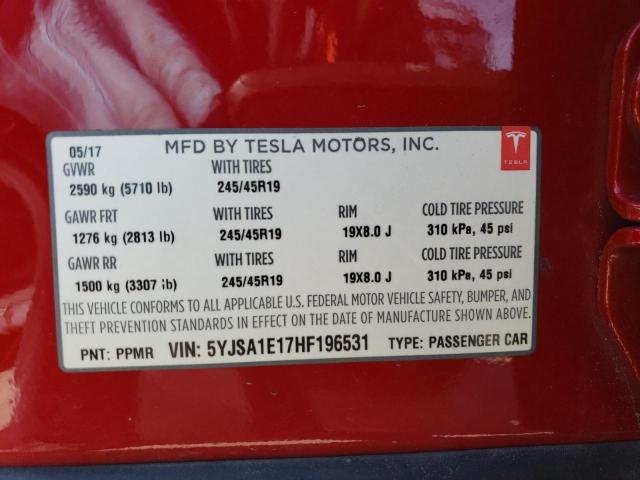 05/17 MFD BY TESLA MOTORS, INC.
TESLA
GVWR WITH TIRES
2590 kg (5710 lb) 245/45R19
GAWR FRT WITH TIRES RIM COLD TIRE PRESSURE
1276 kg (2813 lb) 245/45R19 19X8.0 J 310 kPa, 45 psi
GAWR RR WITH TIRES RIM COLD TIRE PRESSURE
1500 kg (3307 lb) 245/45R19 19X8.0 J 310 kPa, 45 psi
THIS VEHICLE CONFORMS TO ALL APPLICABLE U.S. FEDERAL MOTOR VEHICLE SAFETY, BUMPER, AND
THEFT PREVENTION STANDARDS IN EFFECT ON THE DATE OF MANUFACTURE SHOWN ABOVE.
PNT: PPMR VIN: 5YJSA1E17HF196531 TYPE: PASSENGER CAR